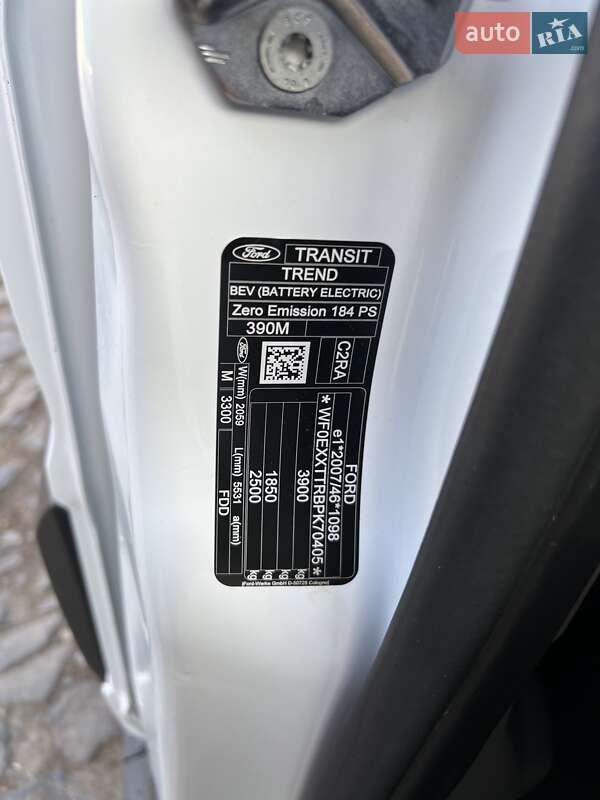 auto RIA .com
Ford TRANSIT
TREND
BEV (BATTERY ELECTRIC)
Zero Emission 184 PS
390M
C2RA
Ford
FORD
e1*2007/46*1098
*WF0EXXTTRBPK70405*
3900 kg
1850 kg
2500 kg
W(mm) 2059 L(mm) 5531 a(mm)
M 3300 FDD
Ford-Werke GmbH D-50725 Cologne